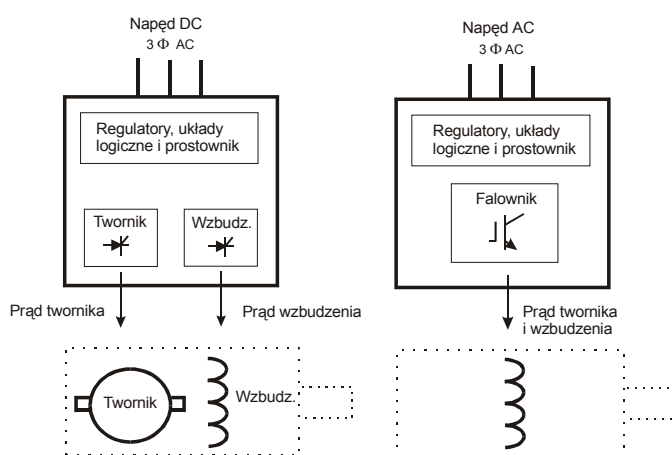 Napęd DC
3 Φ AC
Regulatory, układy
logiczne i prostownik
Twornik
Wzbudz.
Prąd twornika
Prąd wzbudzenia
Twornik
Wzbudz.
Napęd AC
3 Φ AC
Regulatory, układy
logiczne i prostownik
Falownik
Prąd twornika
i wzbudzenia